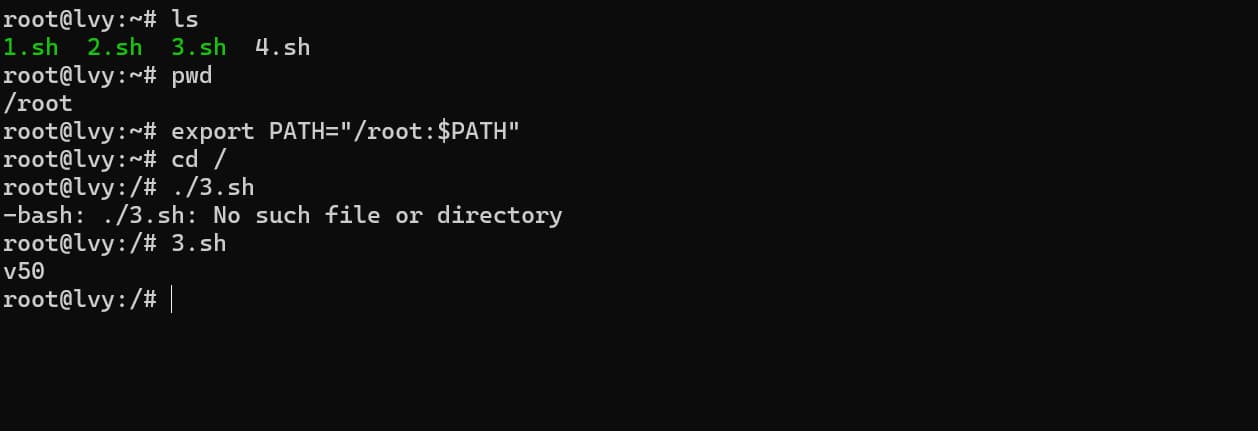 root@lvy:~# ls
1.sh  2.sh  3.sh  4.sh
root@lvy:~# pwd
/root
root@lvy:~# export PATH="/root:$PATH"
root@lvy:~# cd /
root@lvy:/# ./3.sh
-bash: ./3.sh: No such file or directory
root@lvy:/# 3.sh
v50
root@lvy:/#